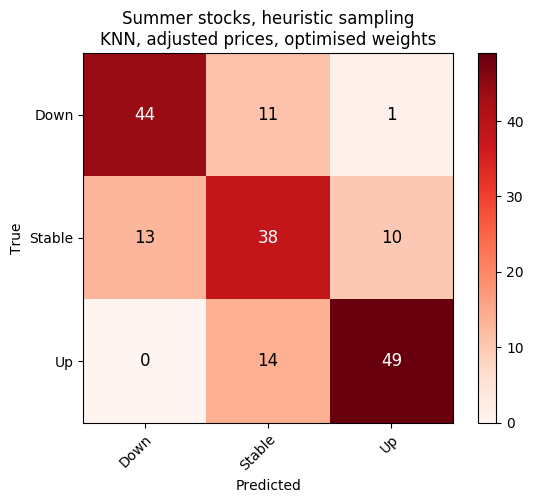 Summer stocks, heuristic sampling
KNN, adjusted prices, optimised weights
True
Down
44 11 1
Stable
13 38 10
Up
0 14 49
Down Stable Up
Predicted
40
30
20
10
0